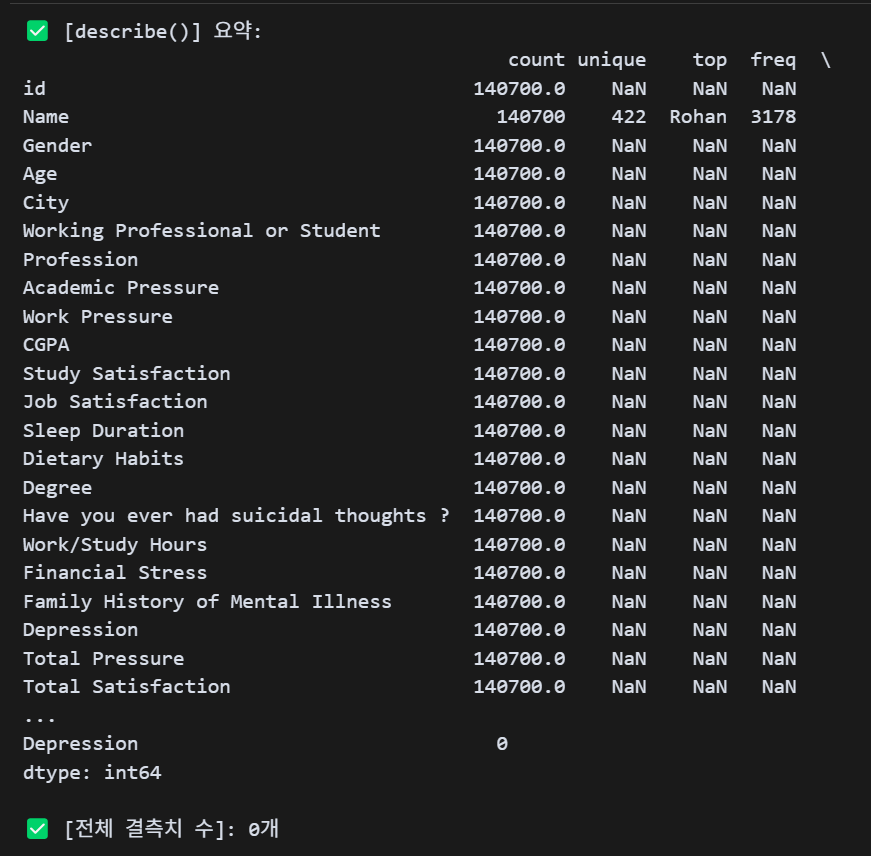 ✅ [describe()] 요약:
count unique top freq \
id 140700.0 NaN NaN NaN
Name 140700 422 Rohan 3178
Gender 140700.0 NaN NaN NaN
Age 140700.0 NaN NaN NaN
City 140700.0 NaN NaN NaN
Working Professional or Student 140700.0 NaN NaN NaN
Profession 140700.0 NaN NaN NaN
Academic Pressure 140700.0 NaN NaN NaN
Work Pressure 140700.0 NaN NaN NaN
CGPA 140700.0 NaN NaN NaN
Study Satisfaction 140700.0 NaN NaN NaN
Job Satisfaction 140700.0 NaN NaN NaN
Sleep Duration 140700.0 NaN NaN NaN
Dietary Habits 140700.0 NaN NaN NaN
Degree 140700.0 NaN NaN NaN
Have you ever had suicidal thoughts ? 140700.0 NaN NaN NaN
Work/Study Hours 140700.0 NaN NaN NaN
Financial Stress 140700.0 NaN NaN NaN
Family History of Mental Illness 140700.0 NaN NaN NaN
Depression 140700.0 NaN NaN NaN
Total Pressure 140700.0 NaN NaN NaN
Total Satisfaction 140700.0 NaN NaN NaN
...
Depression 0
dtype: int64
✅ [전체 결측치 수]: 0개